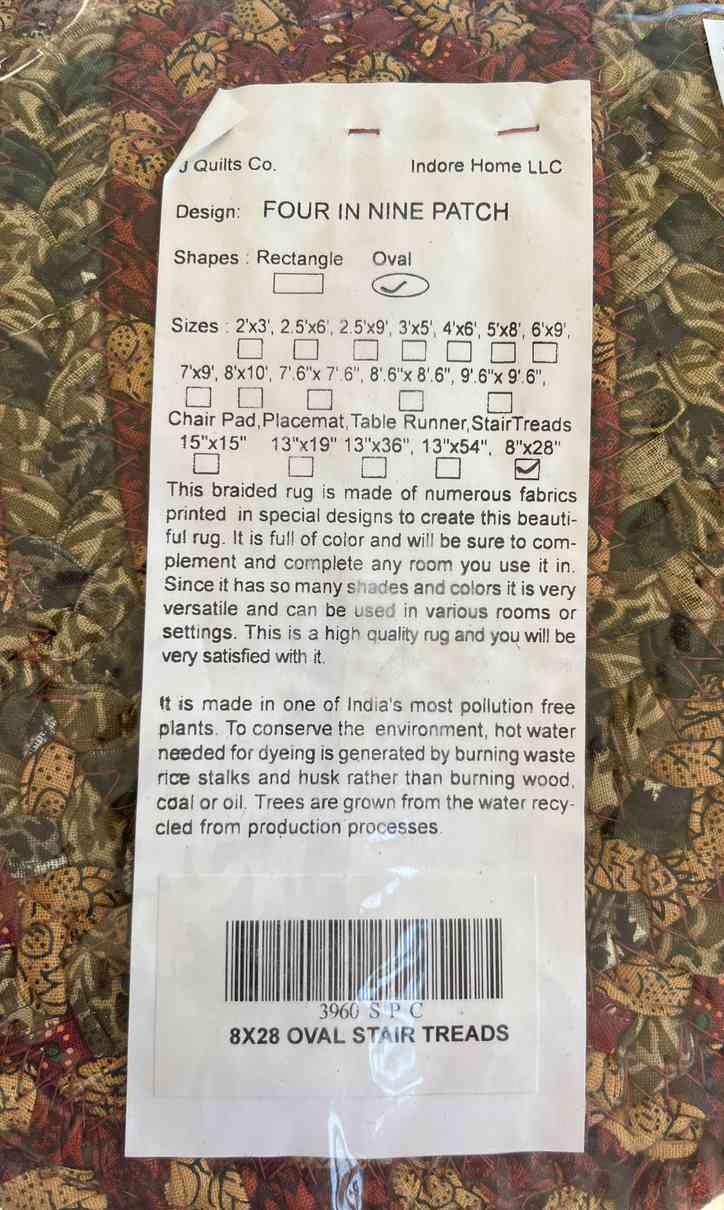 J Quilts Co. Indore Home LLC
Design: FOUR IN NINE PATCH
Shapes : Rectangle Oval
Sizes : 2'x3', 2.5'x6', 2.5'x9', 3'x5', 4'x6', 5'x8', 6'x9',
7'x9', 8'x10', 7'.6"x 7'.6", 8'.6"x 8'.6", 9'.6"x 9'.6",
Chair Pad, Placemat, Table Runner, StairTreads
15"x15" 13"x19" 13"x36", 13"x54", 8"x28"
This braided rug is made of numerous fabrics
printed in special designs to create this beauti-
ful rug. It is full of color and will be sure to com-
plement and complete any room you use it in.
Since it has so many shades and colors it is very
versatile and can be used in various rooms or
settings. This is a high quality rug and you will be
very satisfied with it.
It is made in one of India's most pollution free
plants. To conserve the environment, hot water
needed for dyeing is generated by burning waste
rice stalks and husk rather than burning wood,
coal or oil. Trees are grown from the water recy-
cled from production processes.
3960 S P C
8X28 OVAL STAIR TREADS